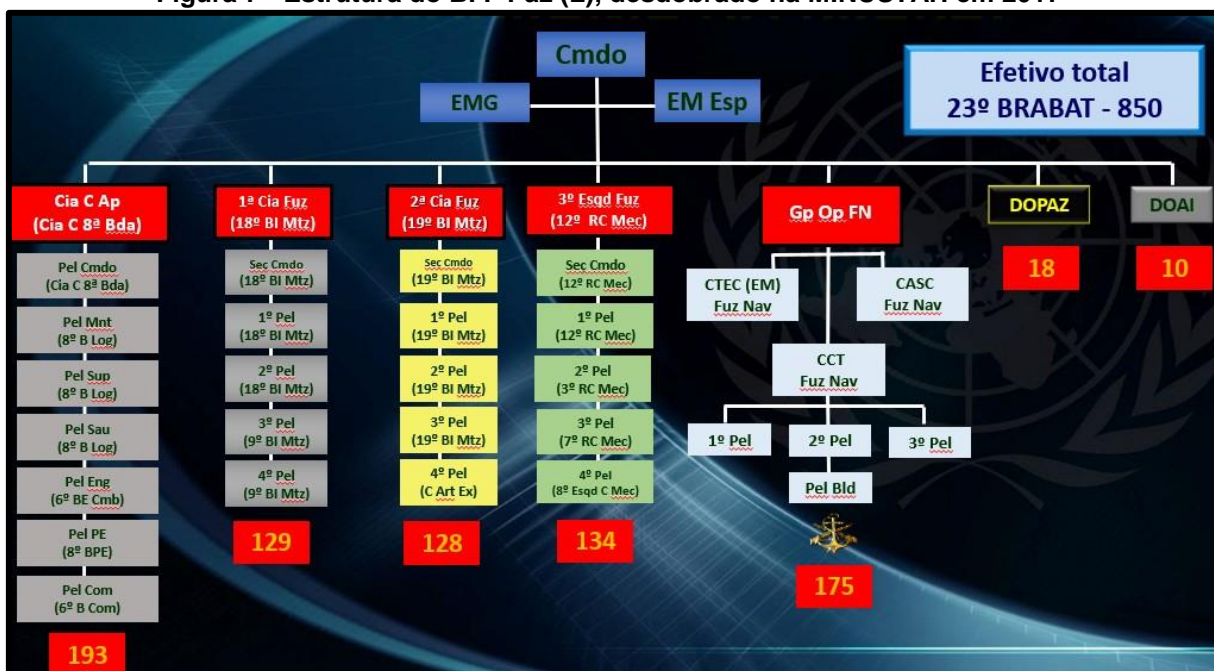 Estrutura do
desdobrado na MINUSTAH em 2017
Cmdo
EMG
EM Esp
Efetivo total
23º BRABAT - 850
Cia C Ap
(Cia C 8ª Bda)
Pel Cmdo
(Cia C 8ª Bda)
Pel Mnt
(8º B Log)
Pel Sup
(8º B Log)
Pel Sau
(8º B Log)
Pel Eng
(6º BE Cmb)
Pel PE
(8º BPE)
Pel Com
(6º B Com)
193
1ª Cia Fuz
(18º BI Mtz)
Seç Cmdo
(18º BI Mtz)
1º Pel
(18º BI Mtz)
2º Pel
(18º BI Mtz)
3º Pel
(9º BI Mtz)
4º Pel
(9º BI Mtz)
129
2ª Cia Fuz
(19º BI Mtz)
Seç Cmdo
(19º BI Mtz)
1º Pel
(19º BI Mtz)
2º Pel
(19º BI Mtz)
3º Pel
(19º BI Mtz)
4º Pel
(C Art Ex)
128
3º Esqd Fuz
(12º RC Mec)
Seç Cmdo
(12º RC Mec)
1º Pel
(12º RC Mec)
2º Pel
(3º RC Mec)
3º Pel
(7º RC Mec)
4º Pel
(8º Esqd C Mec)
134
Gp Op FN
CTEC (EM)
Fuz Nav
CASC
Fuz Nav
CCT
Fuz Nav
1º Pel
2º Pel
3º Pel
Pel Bld
175
DOPAZ
18
DOAI
10